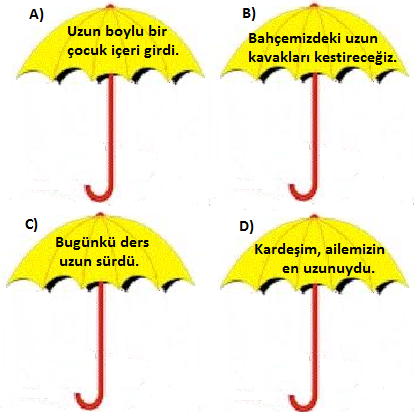 A)
Uzun boylu bir
çocuk içeri girdi.
B)
Bahçemizdeki uzun
kavakları kestireceğiz.
C)
Bugünkü ders
uzun sürdü.
D)
Kardeşim, ailemizin
en uzunuydu.